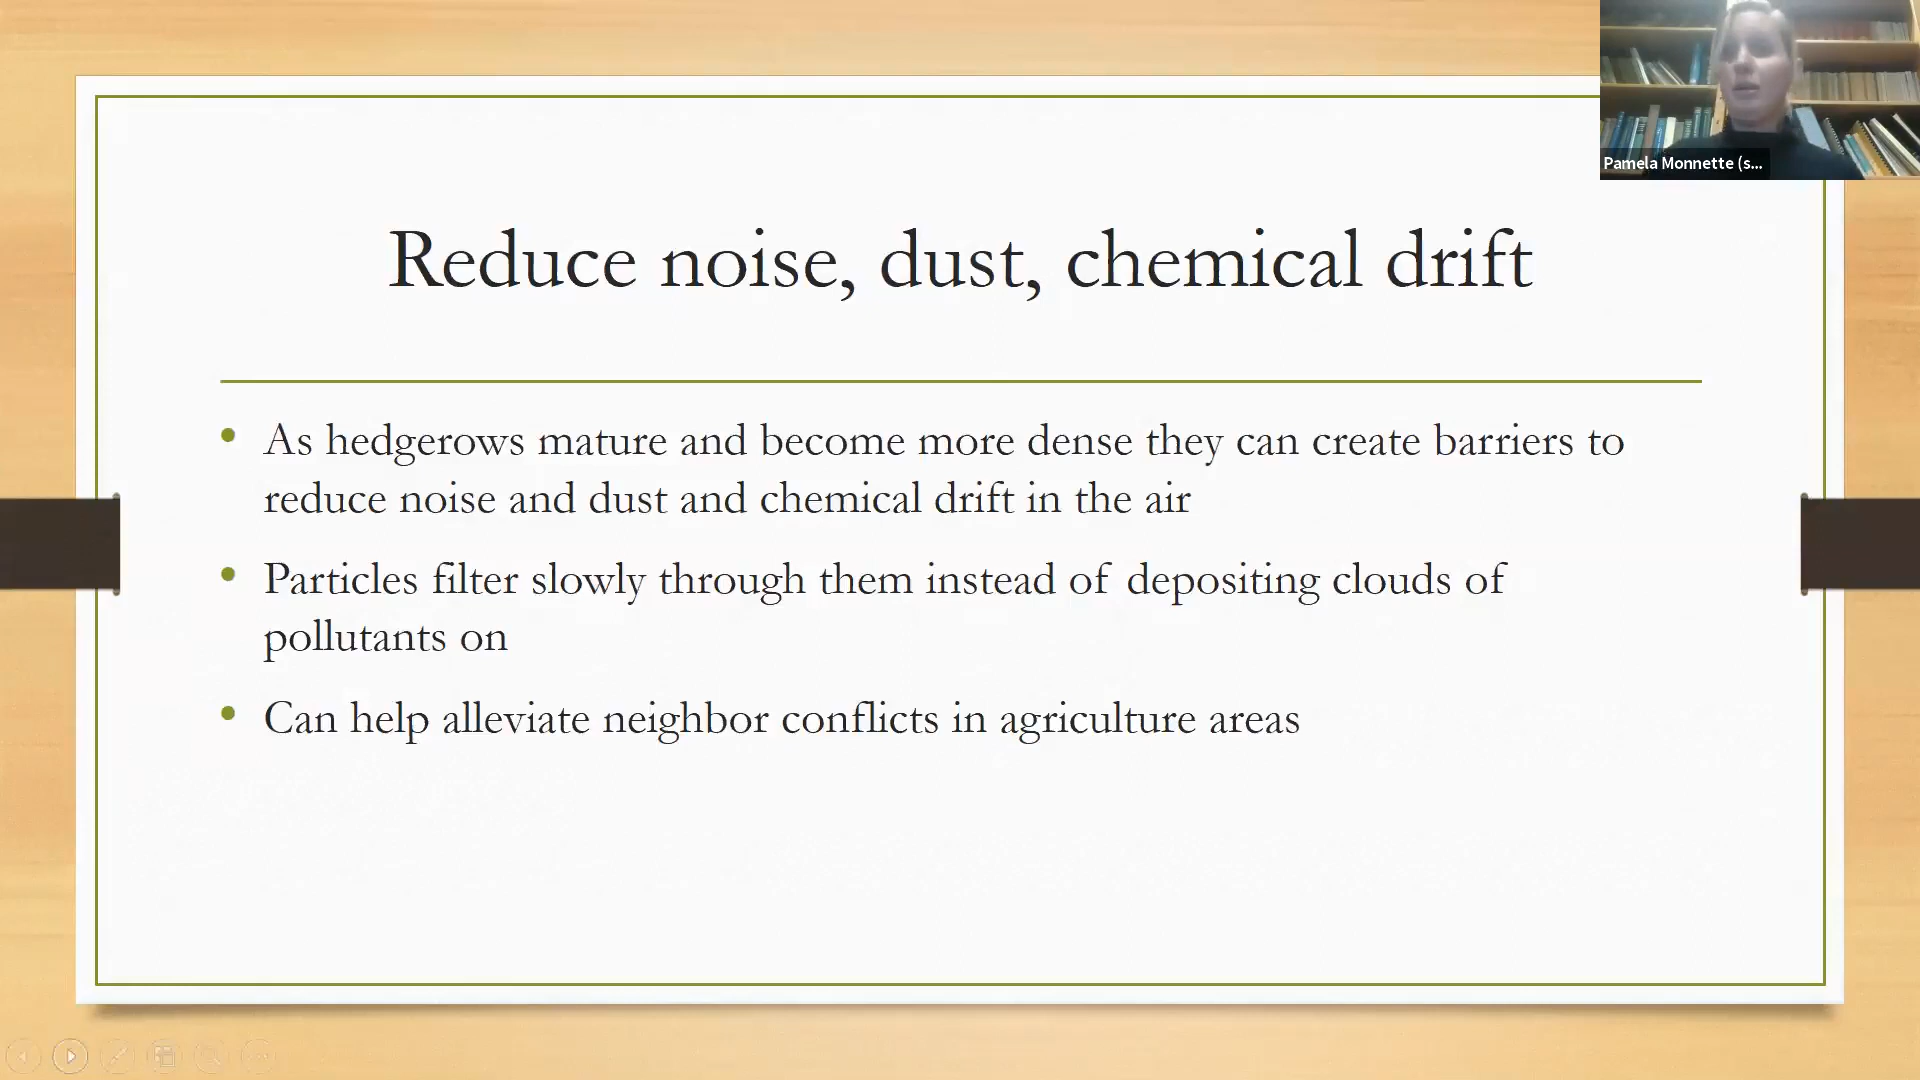 Pamela Monnette (s...
Reduce noise, dust, chemical drift
As hedgerows mature and become more dense they can create barriers to
reduce noise and dust and chemical drift in the air
Particles filter slowly through them instead of depositing clouds of
pollutants on
Can help alleviate neighbor conflicts in agriculture areas